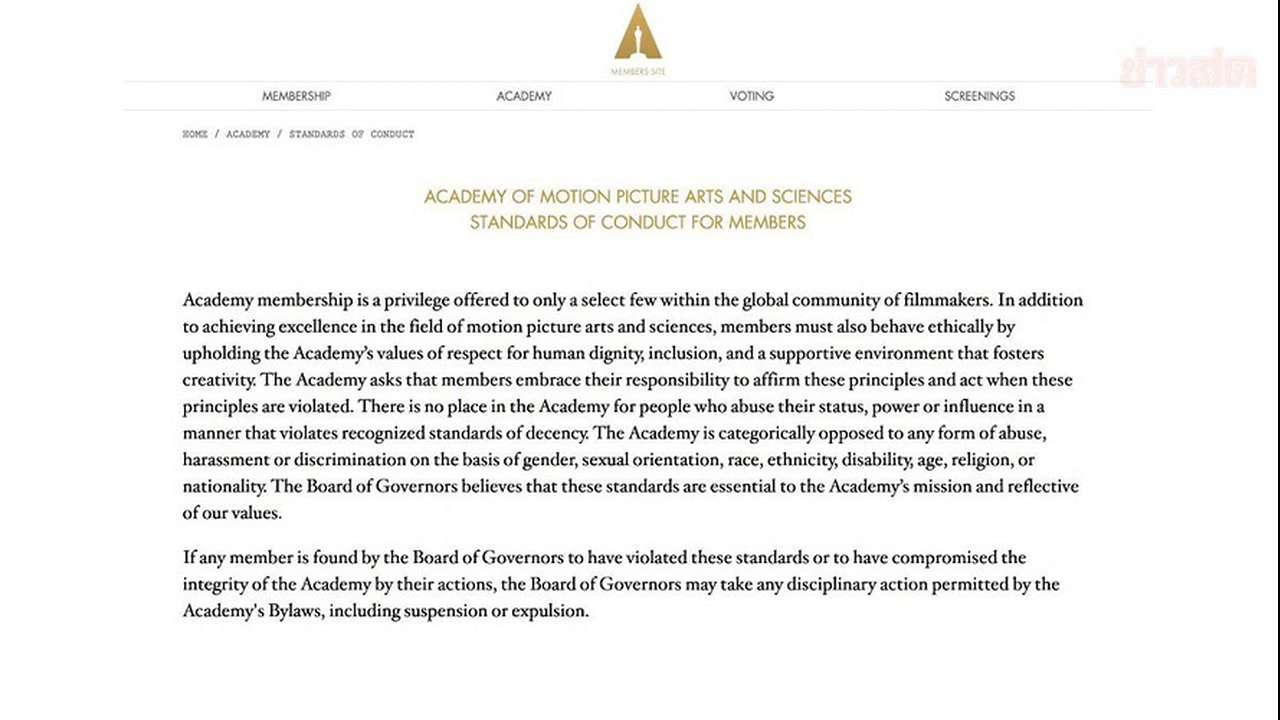 ข่าวสด
MEMBERS SITE
MEMBERSHIP ACADEMY VOTING SCREENINGS
HOME / ACADEMY / STANDARDS OF CONDUCT
ACADEMY OF MOTION PICTURE ARTS AND SCIENCES
STANDARDS OF CONDUCT FOR MEMBERS
Academy membership is a privilege offered to only a select few within the global community of filmmakers. In addition
to achieving excellence in the field of motion picture arts and sciences, members must also behave ethically by
upholding the Academy’s values of respect for human dignity, inclusion, and a supportive environment that fosters
creativity. The Academy asks that members embrace their responsibility to affirm these principles and act when these
principles are violated. There is no place in the Academy for people who abuse their status, power or influence in a
manner that violates recognized standards of decency. The Academy is categorically opposed to any form of abuse,
harassment or discrimination on the basis of gender, sexual orientation, race, ethnicity, disability, age, religion, or
nationality. The Board of Governors believes that these standards are essential to the Academy’s mission and reflective
of our values.
If any member is found by the Board of Governors to have violated these standards or to have compromised the
integrity of the Academy by their actions, the Board of Governors may take any disciplinary action permitted by the
Academy's Bylaws, including suspension or expulsion.